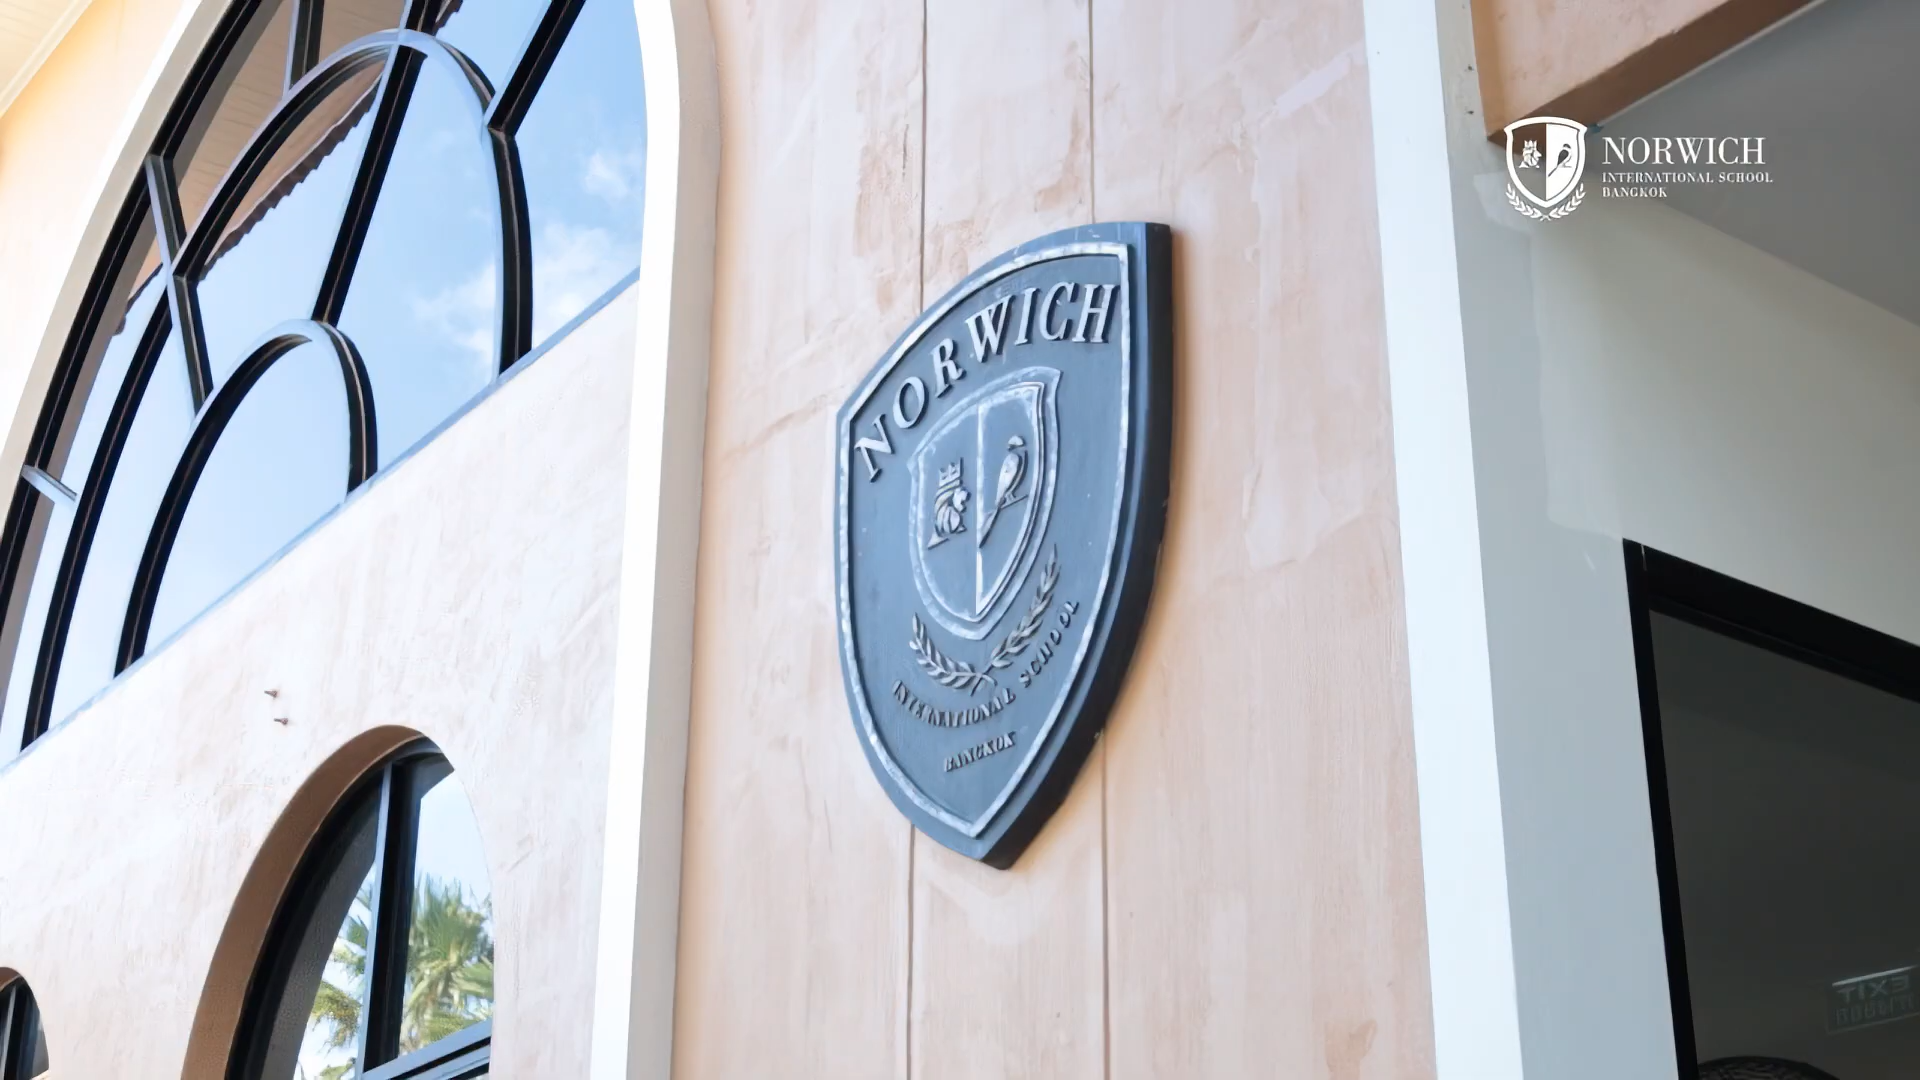 NORWICH
INTERNATIONAL SCHOOL
BANGKOK
NORWICH
INTERNATIONAL SCHOOL
BANGKOK
EXIT